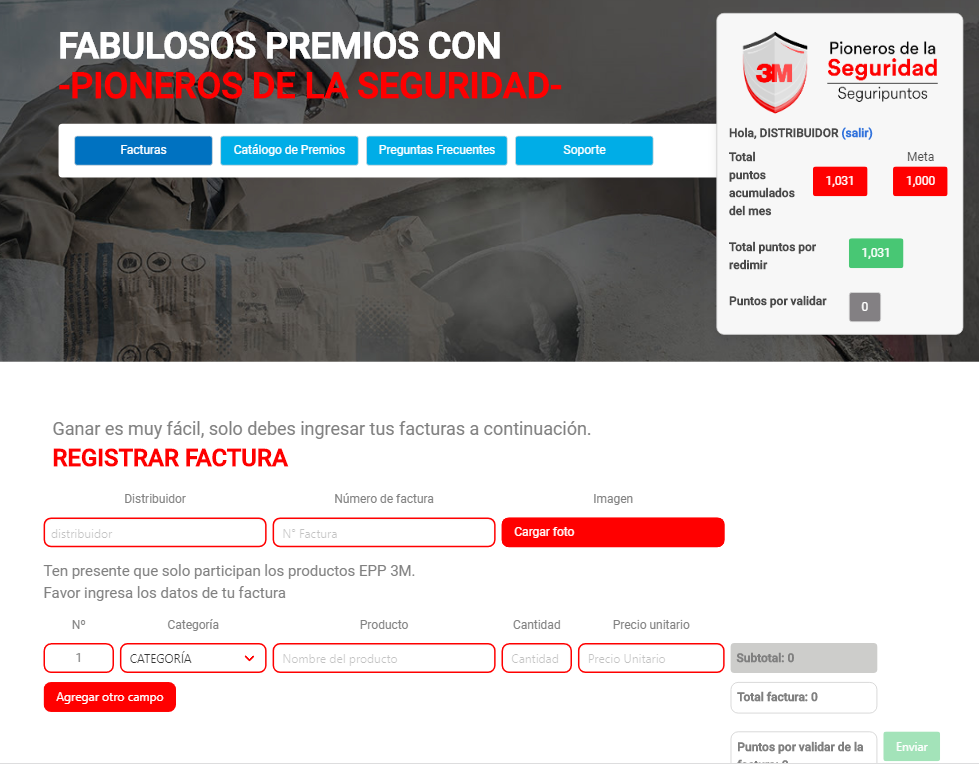 FABULOSOS PREMIOS CON
-PIONEROS DE LA SEGURIDAD-
Facturas
Catálogo de Premios
Preguntas Frecuentes
Soporte
3M
Pioneros de la
Seguridad
Seguripuntos
Hola, DISTRIBUIDOR (salir)
Total
puntos
acumulados
del mes
1,031
Meta
1,000
Total puntos por
redimir
1,031
Puntos por validar
0
Ganar es muy fácil, solo debes ingresar tus facturas a continuación.
REGISTRAR FACTURA
Distribuidor
Número de factura
Imagen
distribuidor
N° Factura
Cargar foto
Ten presente que solo participan los productos EPP 3M.
Favor ingresa los datos de tu factura
Nº
Categoría
Producto
Cantidad
Precio unitario
1
CATEGORÍA
Nombre del producto
Cantidad
Precio Unitario
Subtotal: 0
Agregar otro campo
Total factura: 0
Puntos por validar de la
factura: 0
Enviar